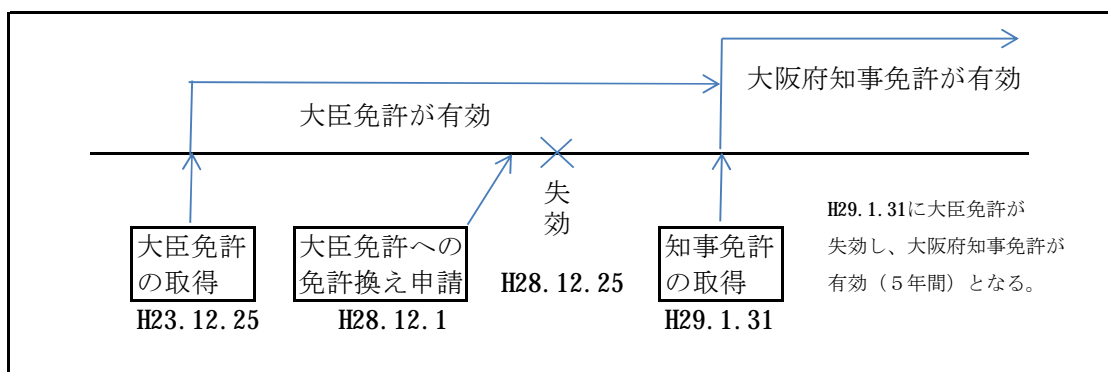 大阪府知事免許が有効
大臣免許が有効
失
効
大臣免許
の取得
H23.12.25
大臣免許への
免許換え申請
H28.12.1
H28.12.25
知事免許
の取得
H29.1.31
H29.1.31に大臣免許が
失効し、大阪府知事免許が
有効（５年間）となる。